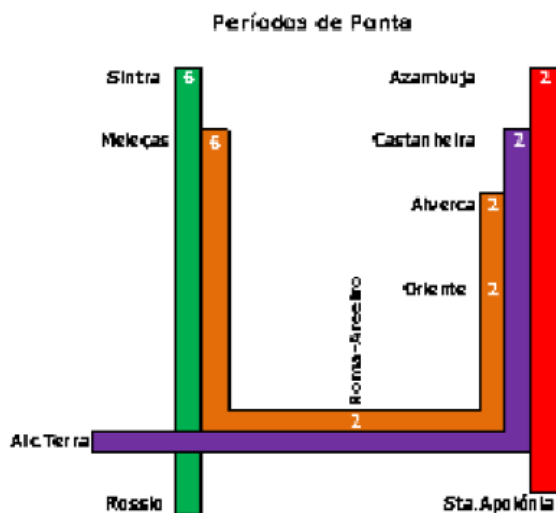 Períodos de Ponta
Sintra 6
Azambuja 2
Meleças 6
Castanheira 2
Alverca 2
Oriente 2
Roma-Areeiro
2
Alc.Terra
Rossio
Sta.Apolónia